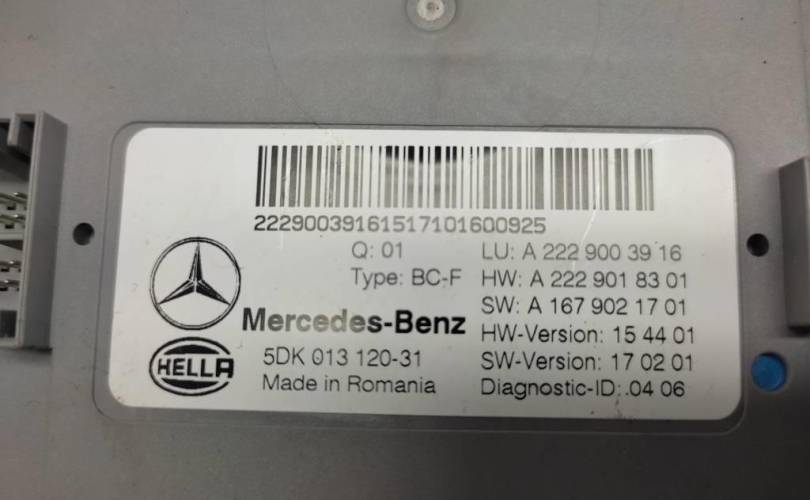 22290039161517101600925
Q: 01
LU: A 222 900 39 16
Type: BC-F
HW: A 222 901 83 01
SW: A 167 902 17 01
Mercedes-Benz
HW-Version: 15 44 01
HELLA
5DK 013 120-31
SW-Version: 17 02 01
Made in Romania
Diagnostic-ID: .04 06